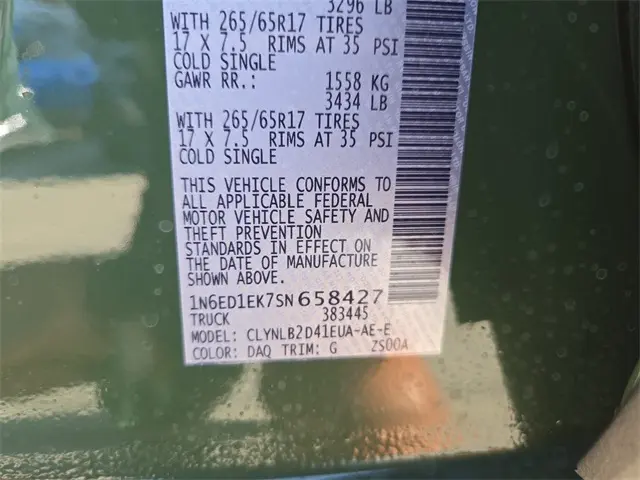 3296 LB
WITH 265/65R17 TIRES
17 X 7.5 RIMS AT 35 PSI
COLD SINGLE
GAWR RR.: 1558 KG
3434 LB
WITH 265/65R17 TIRES
17 X 7.5 RIMS AT 35 PSI
COLD SINGLE
THIS VEHICLE CONFORMS TO
ALL APPLICABLE FEDERAL
MOTOR VEHICLE SAFETY AND
THEFT PREVENTION
STANDARDS IN EFFECT ON
THE DATE OF MANUFACTURE
SHOWN ABOVE.
1N6ED1EK7SN658427
TRUCK 383445
MODEL: CLYNLB2D41EUA-AE-E
COLOR: DAQ TRIM: G ZS00A